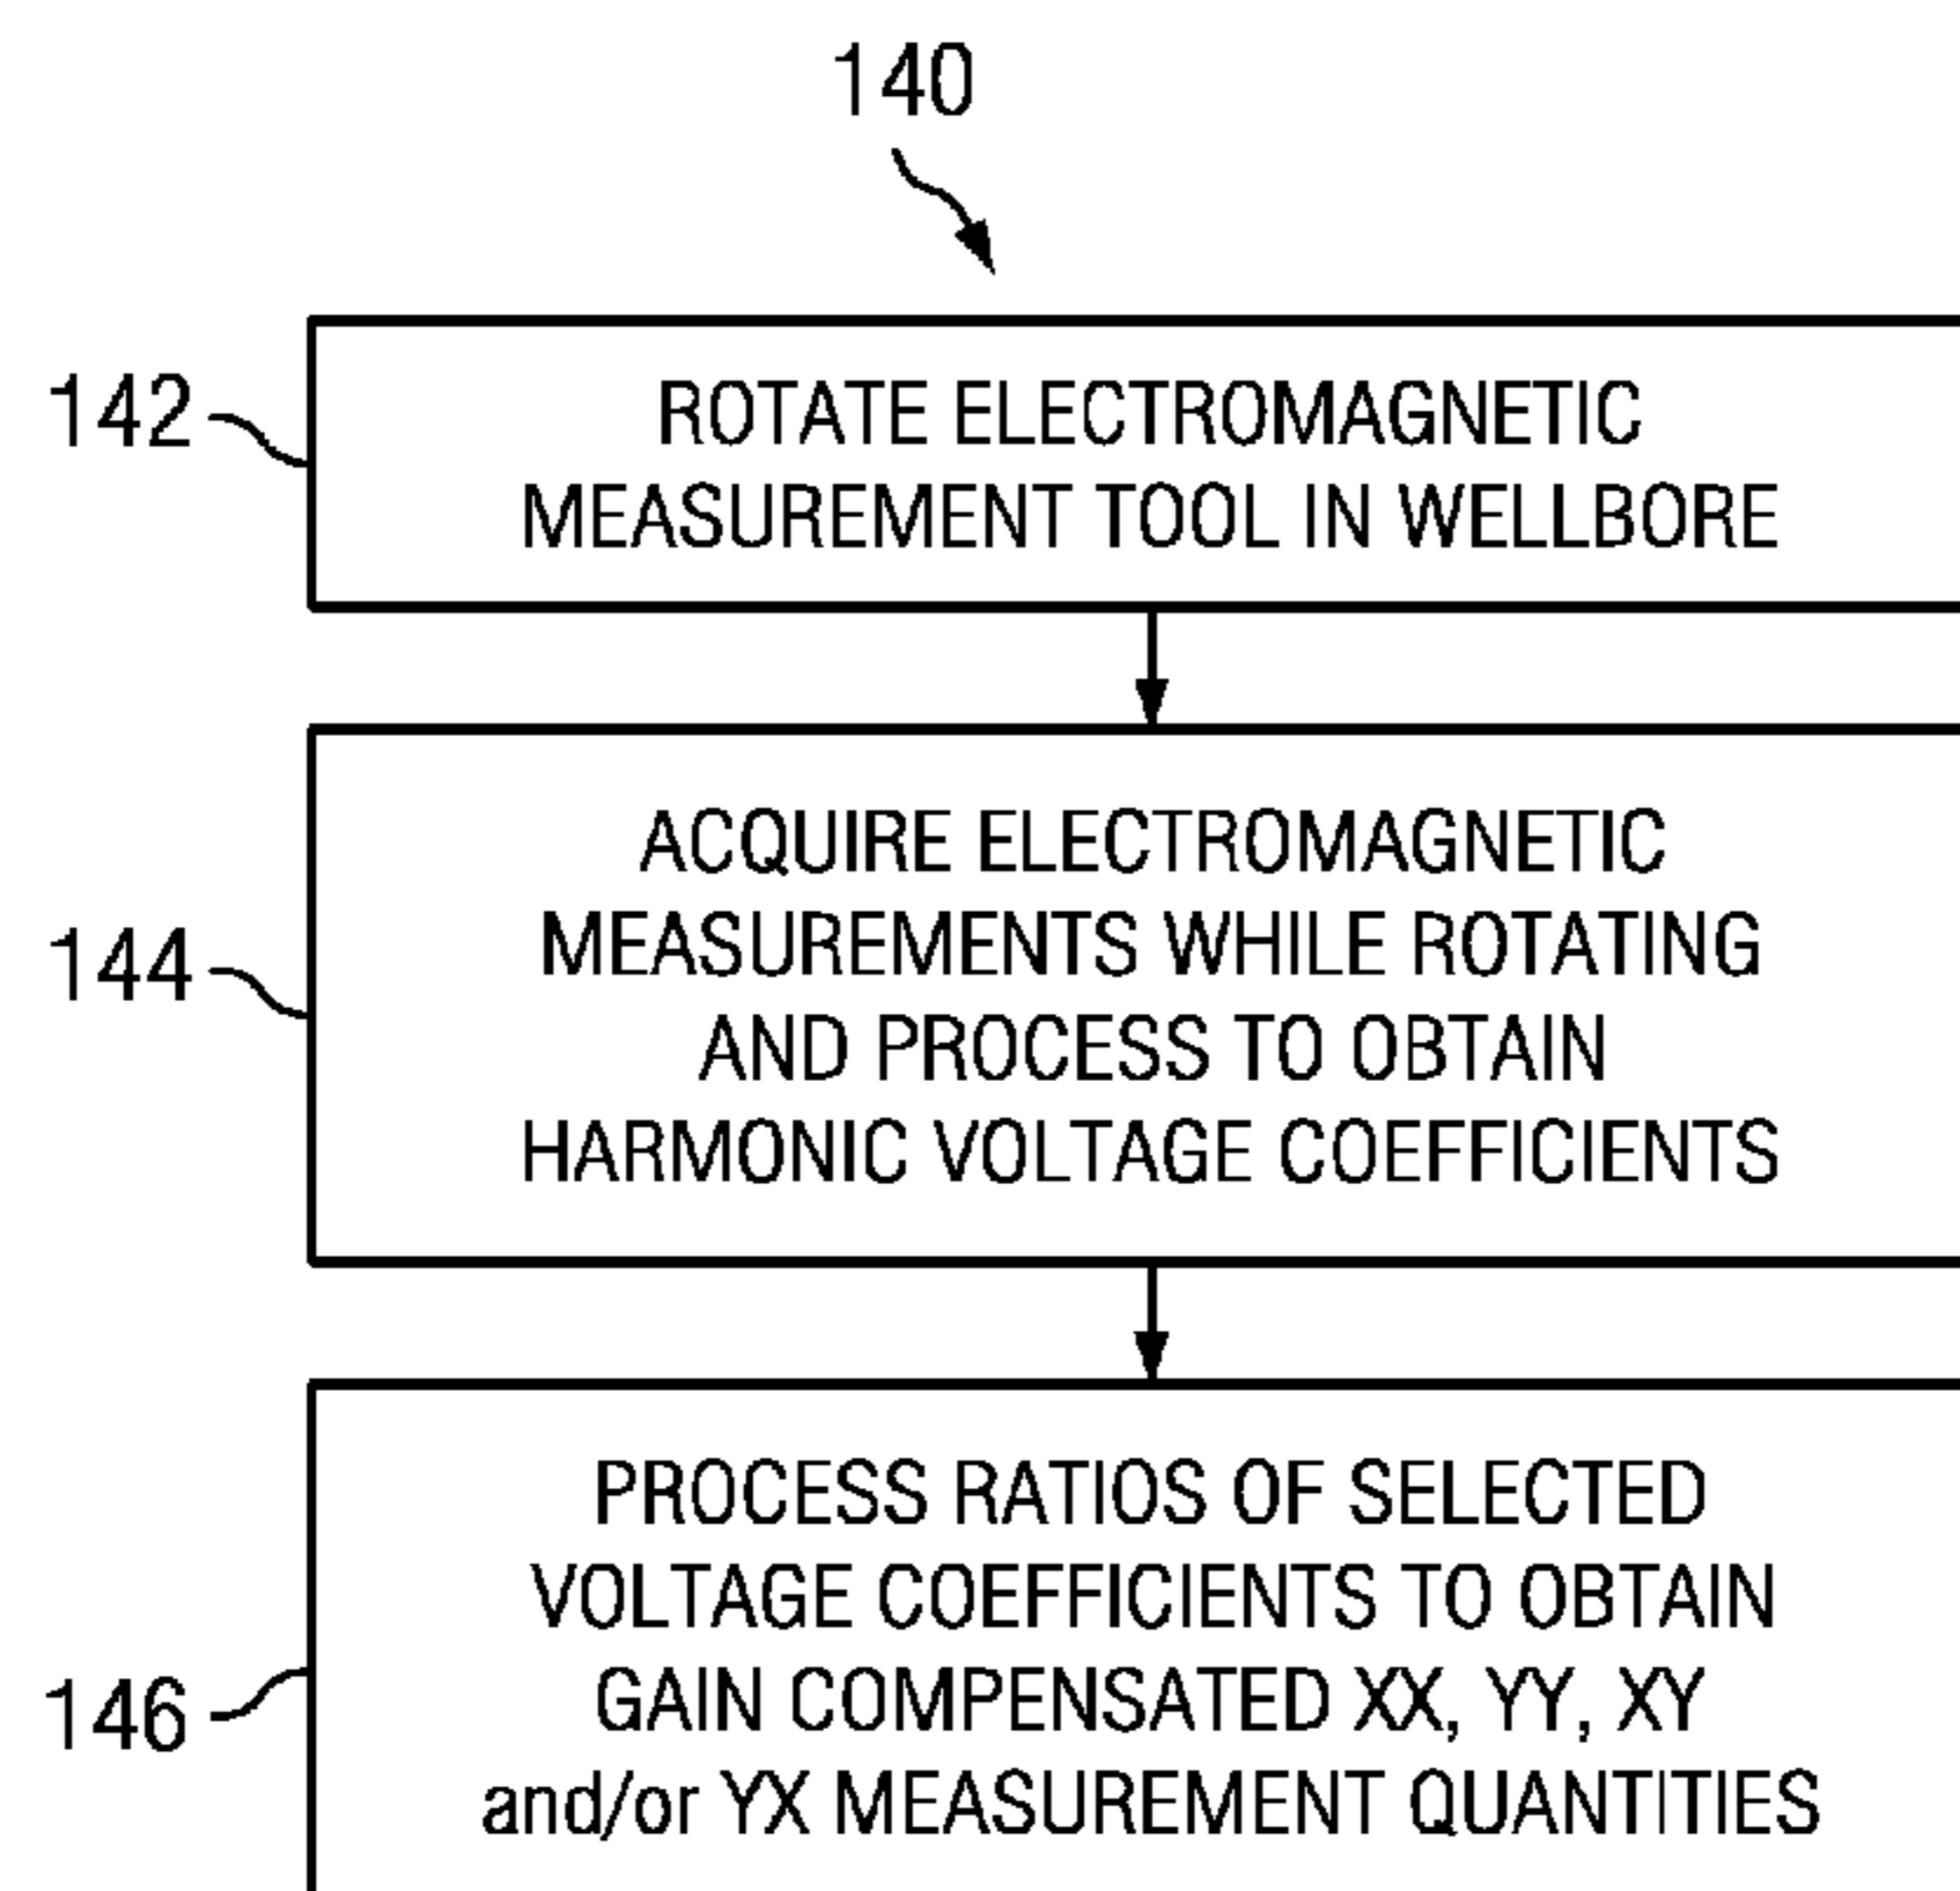 140
142
ROTATE ELECTROMAGNETIC
MEASUREMENT TOOL IN WELLBORE
144
ACQUIRE ELECTROMAGNETIC
MEASUREMENTS WHILE ROTATING
AND PROCESS TO OBTAIN
HARMONIC VOLTAGE COEFFICIENTS
146
PROCESS RATIOS OF SELECTED
VOLTAGE COEFFICIENTS TO OBTAIN
GAIN COMPENSATED XX, YY, XY
and/or YX MEASUREMENT QUANTITIES